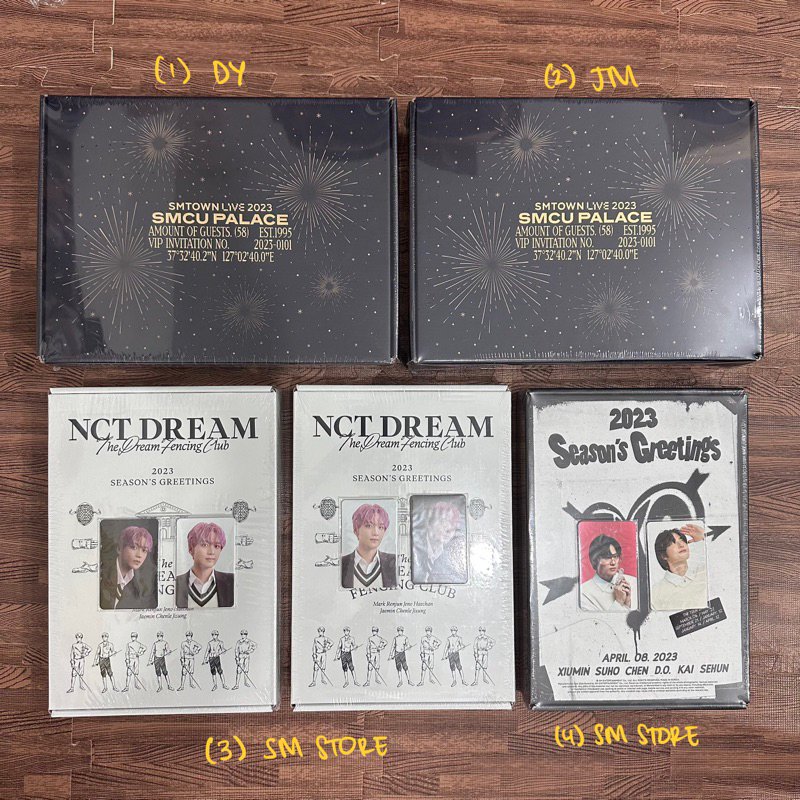 (1) DY
(2) JM
SMTOWN LIVE 2023
SMCU PALACE
AMOUNT OF GUESTS. (58) EST.1995
VIP INVITATION NO. 2023-0101
37°32'40.2"N 127°02'40.0"E
SMTOWN LIVE 2023
SMCU PALACE
AMOUNT OF GUESTS. (58) EST.1995
VIP INVITATION NO. 2023-0101
37°32'40.2"N 127°02'40.0"E
NCT DREAM
The Dream Fencing Club
2023
SEASON'S GREETINGS
The
Mark Renjun Jeno Haechan
Jaemin Chenle Jisung
NCT DREAM
The Dream Fencing Club
2023
SEASON'S GREETINGS
The
FENCING CLUB
Mark Renjun Jeno Haechan
Jaemin Chenle Jisung
2023
Season's Greetings
APRIL. 08. 2023
XIUMIN SUHO CHEN D.O. KAI SEHUN
(3) SM STORE
(4) SM STORE